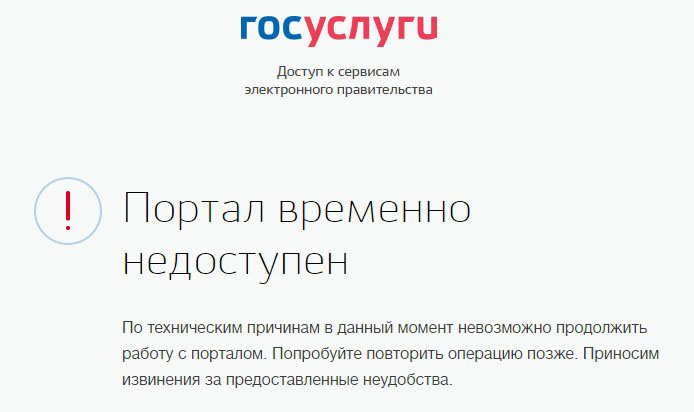 госуслуги
Доступ к сервисам
электронного правительства
!
Портал временно
недоступен
По техническим причинам в данный момент невозможно продолжить
работу с порталом. Попробуйте повторить операцию позже. Приносим
извинения за предоставленные неудобства.